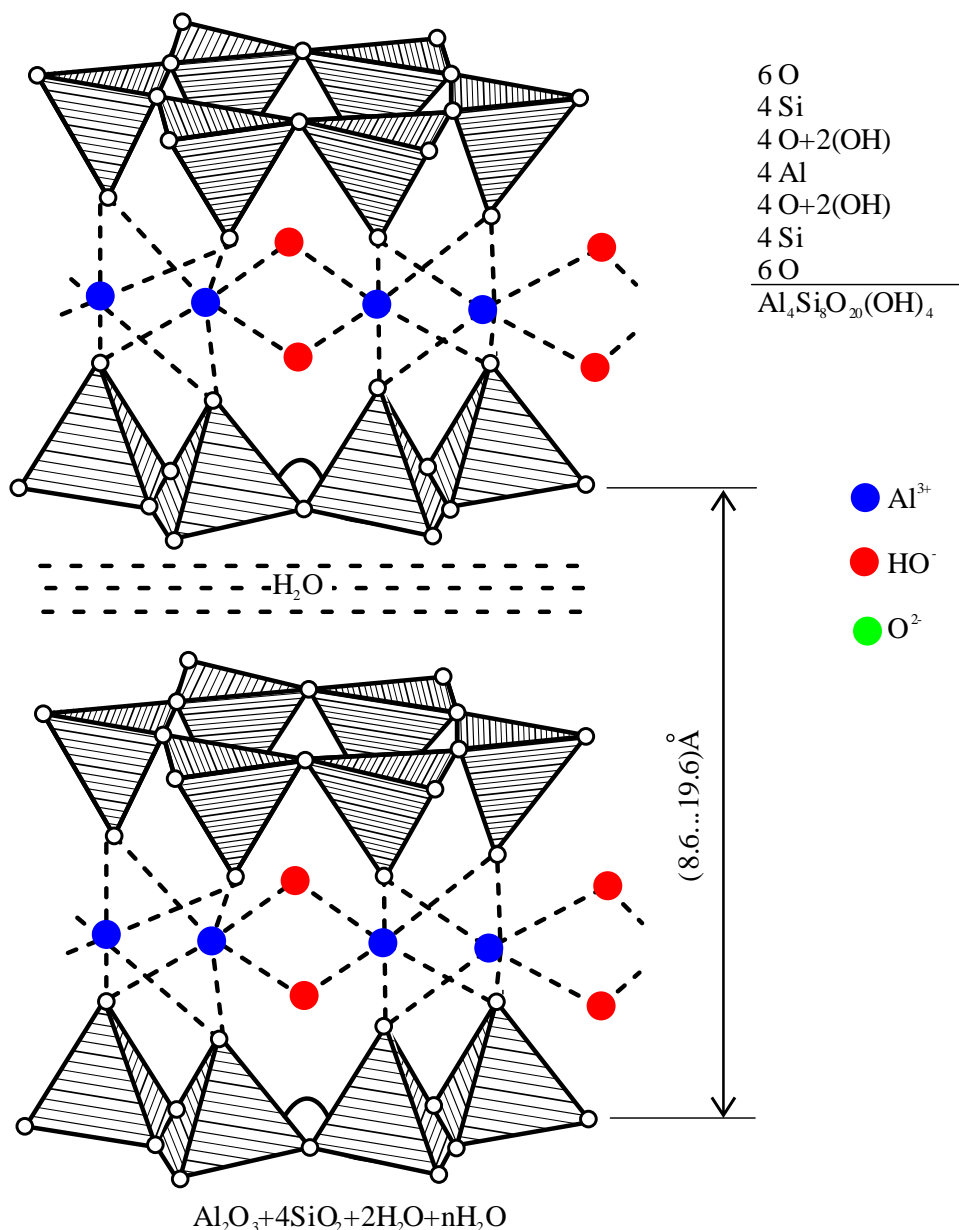 6 O
4 Si
4 O+2(OH)
4 Al
4 O+2(OH)
4 Si
6 O
Al₄Si₈O₂₀(OH)₄
Al³⁺
HO⁻
O²⁻
H₂O
(8.6...19.6)Å
Al₂O₃+4SiO₂+2H₂O+nH₂O